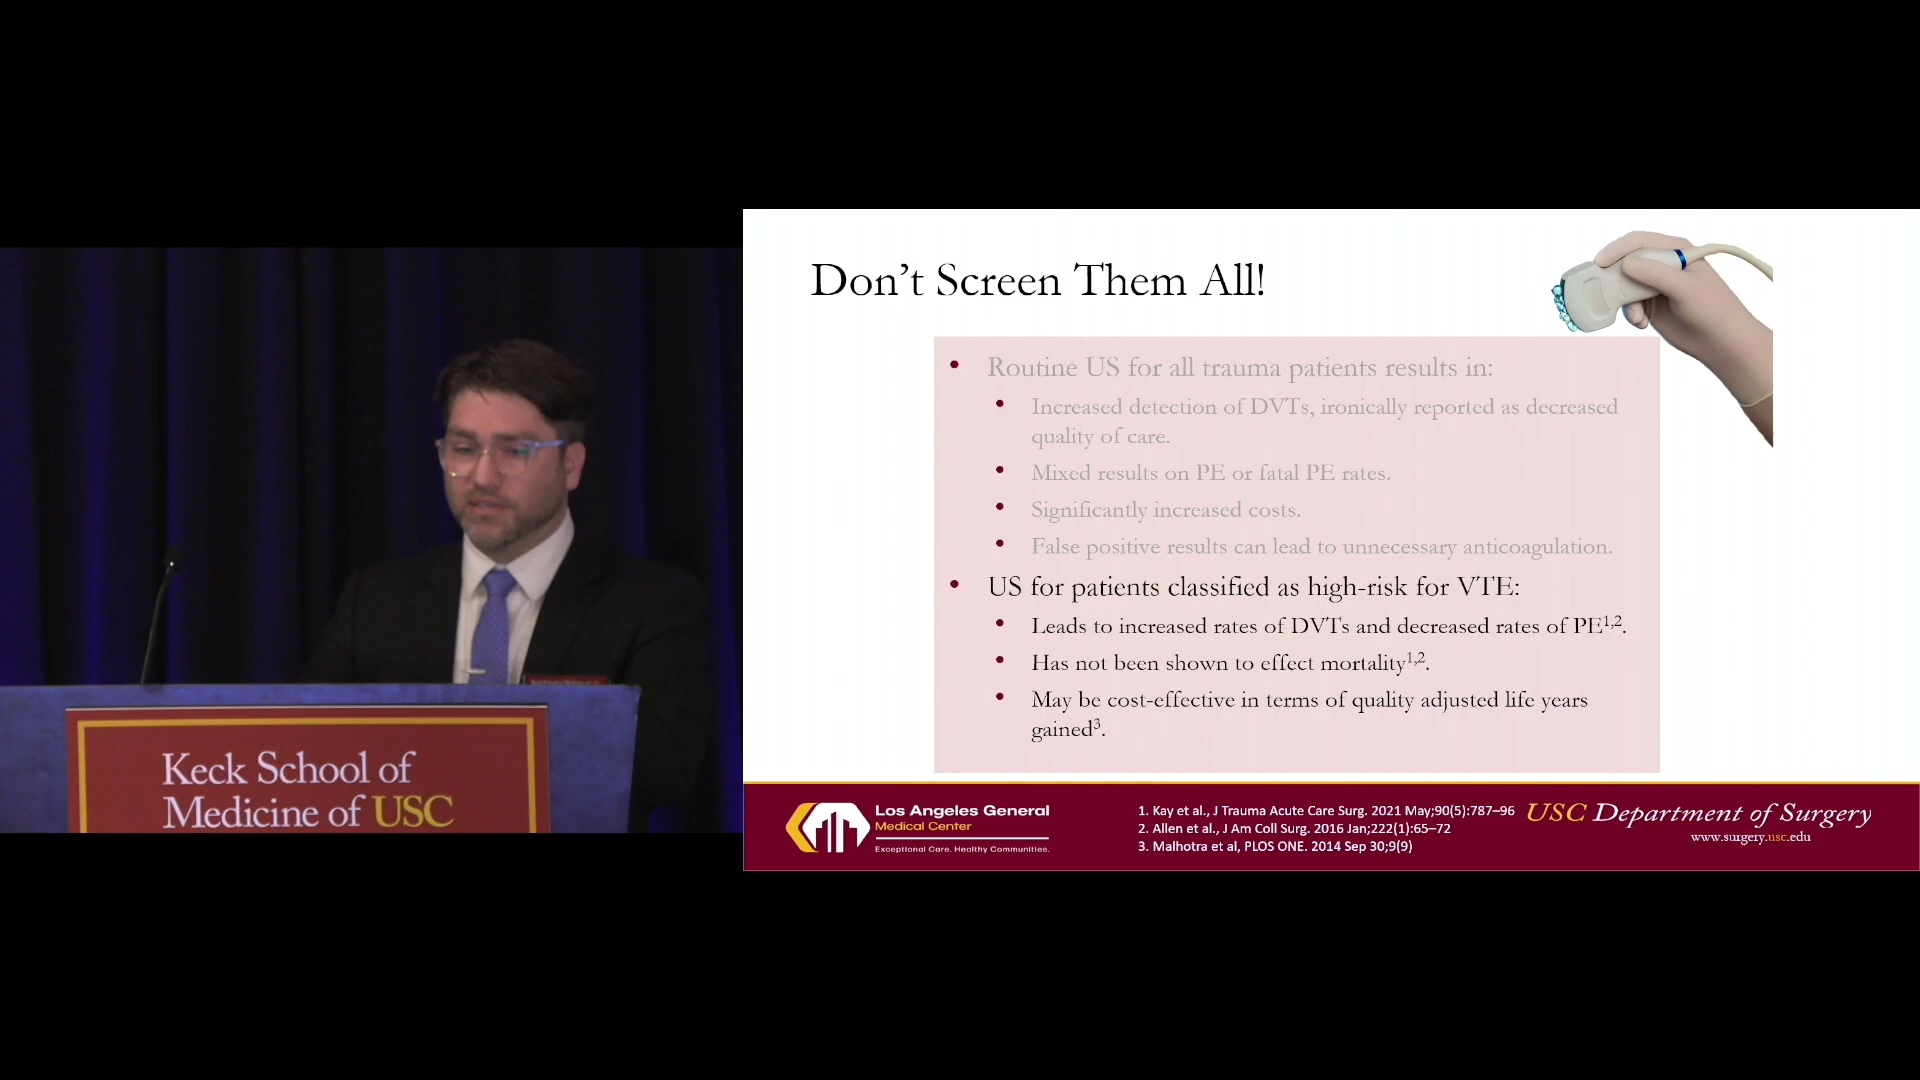 Keck School of
Medicine of USC
Don't Screen Them All!
Routine US for all trauma patients results in:
Increased detection of DVTs, ironically reported as decreased
quality of care.
Mixed results on PE or fatal PE rates.
Significantly increased costs.
False positive results can lead to unnecessary anticoagulation.
US for patients classified as high-risk for VTE:
Leads to increased rates of DVTs and decreased rates of PE1,2.
Has not been shown to effect mortality1,2.
May be cost-effective in terms of quality adjusted life years
gained3.
Los Angeles General
Medical Center
Exceptional Care. Healthy Communities.
1. Kay et al., J Trauma Acute Care Surg. 2021 May;90(5):787–96
2. Allen et al., J Am Coll Surg. 2016 Jan;222(1):65–72
3. Malhotra et al, PLOS ONE. 2014 Sep 30;9(9)
USC Department of Surgery
www.surgery.usc.edu